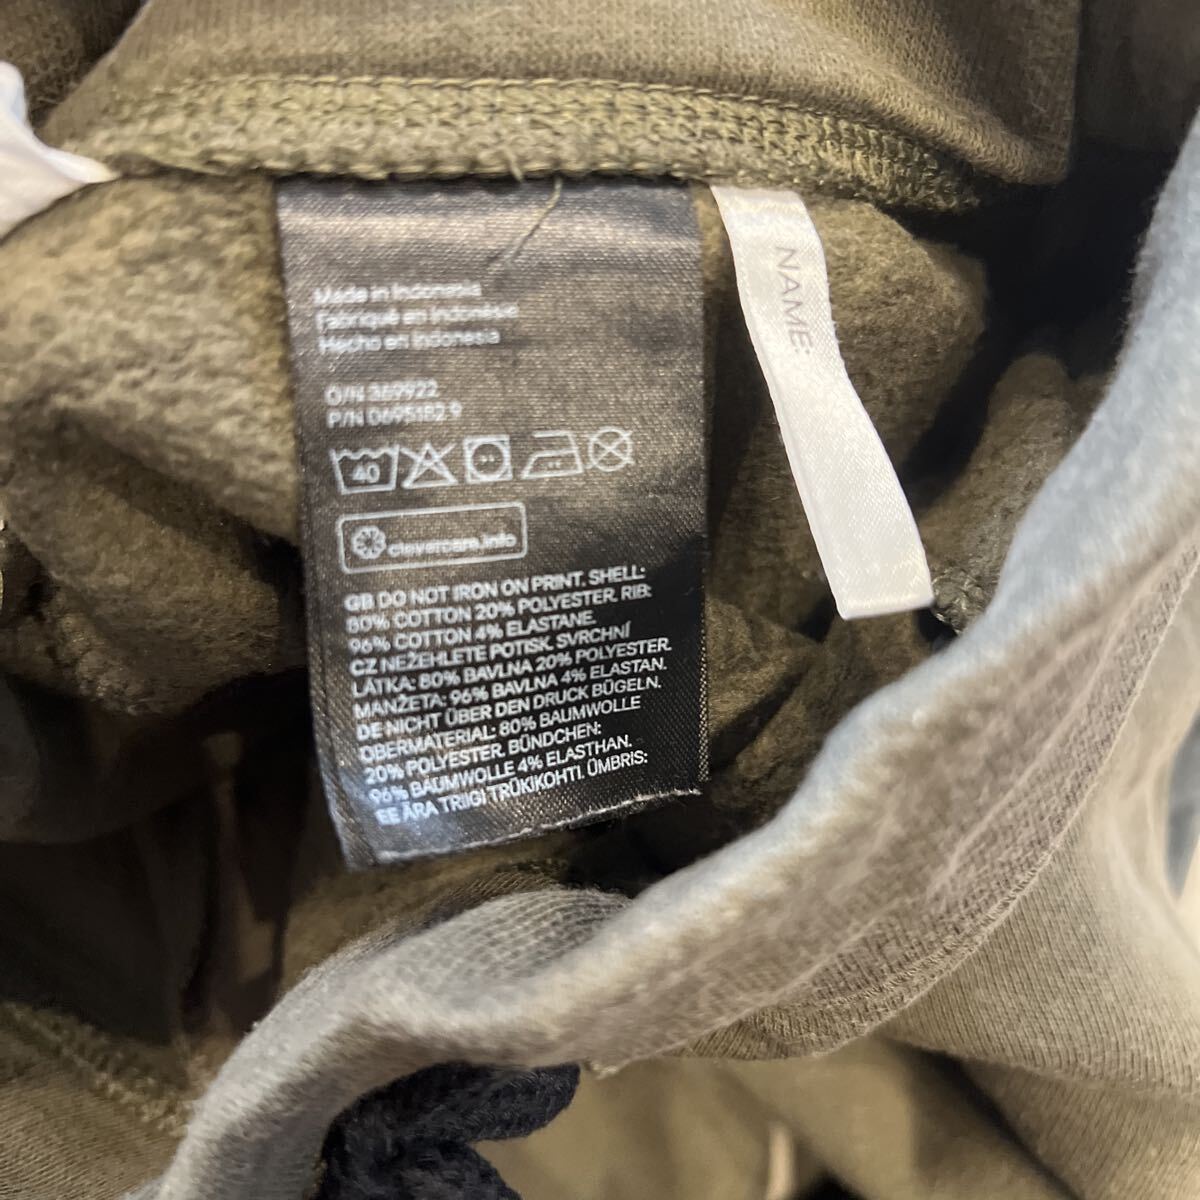 Made in Indonesia
Fabriqué en Indonésie
Hecho en Indonesia
O/N 389922
P/N 0695182 9
40
clevercare.info
GB DO NOT IRON ON PRINT. SHELL:
80% COTTON 20% POLYESTER. RIB:
96% COTTON 4% ELASTANE.
CZ NEŽEHLETE POTISK. SVRCHNÍ
LÁTKA: 80% BAVLNA 20% POLYESTER.
MANŽETA: 96% BAVLNA 4% ELASTAN.
DE NICHT ÜBER DEN DRUCK BÜGELN.
OBERMATERIAL: 80% BAUMWOLLE
20% POLYESTER. BÜNDCHEN:
96% BAUMWOLLE 4% ELASTHAN.
EE ÄRA TRIIGI TRÜKIKOHTI. ÜMBRIS:
NAME: